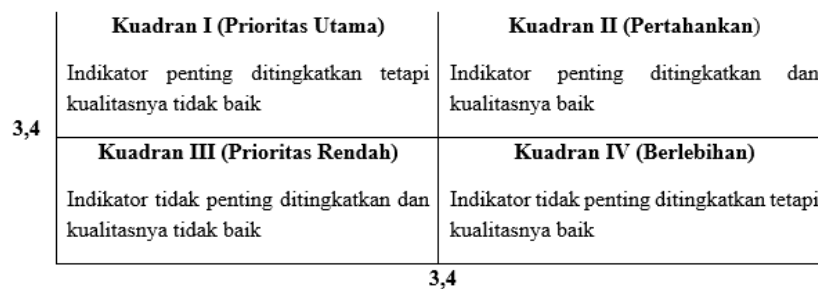 Kuadran I (Prioritas Utama)
Indikator penting ditingkatkan tetapi
kualitasnya tidak baik
Kuadran II (Pertahankan)
Indikator penting ditingkatkan dan
kualitasnya baik
3,4
Kuadran III (Prioritas Rendah)
Indikator tidak penting ditingkatkan dan
kualitasnya tidak baik
Kuadran IV (Berlebihan)
Indikator tidak penting ditingkatkan tetapi
kualitasnya baik
3,4